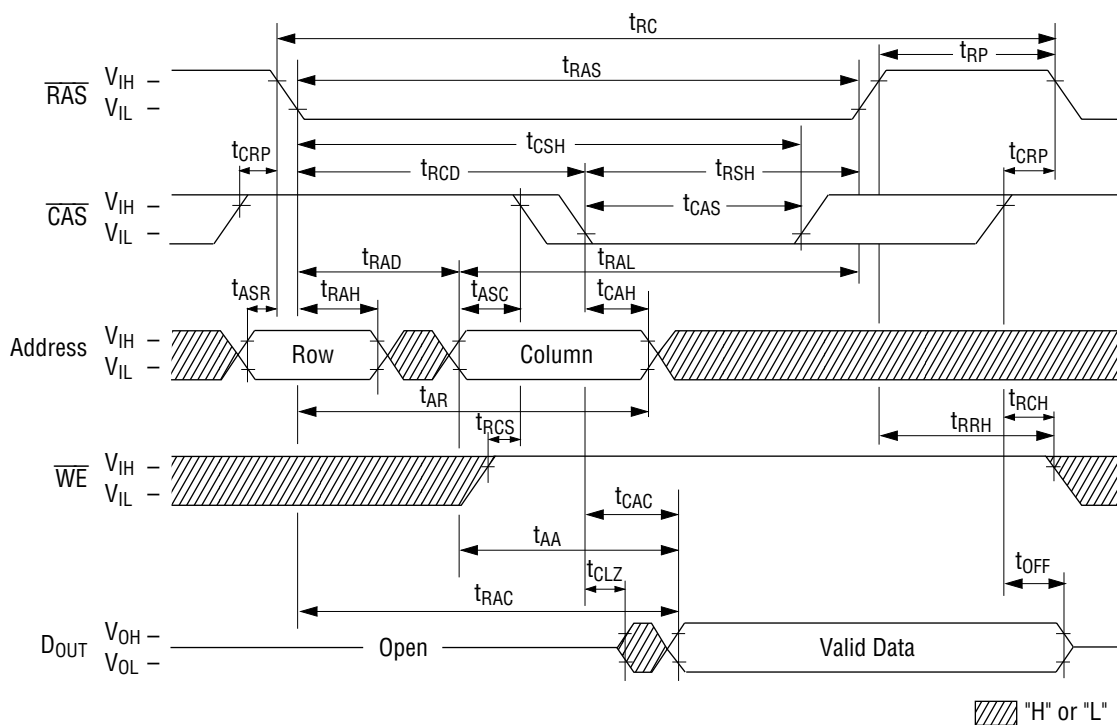 tRC
tRP
tRAS
RAS
VIH
VIL
tCSH
tCRP
tRCD
tRSH
tCRP
CAS
VIH
VIL
tCAS
tRAD
tRAL
tASR
tRAH
tASC
tCAH
Address
VIH
VIL
Row
Column
tAR
tRCS
tRCH
tRRH
WE
VIH
VIL
tCAC
tAA
tCLZ
tOFF
tRAC
DOUT
VOH
VOL
Open
Valid Data
"H" or "L"